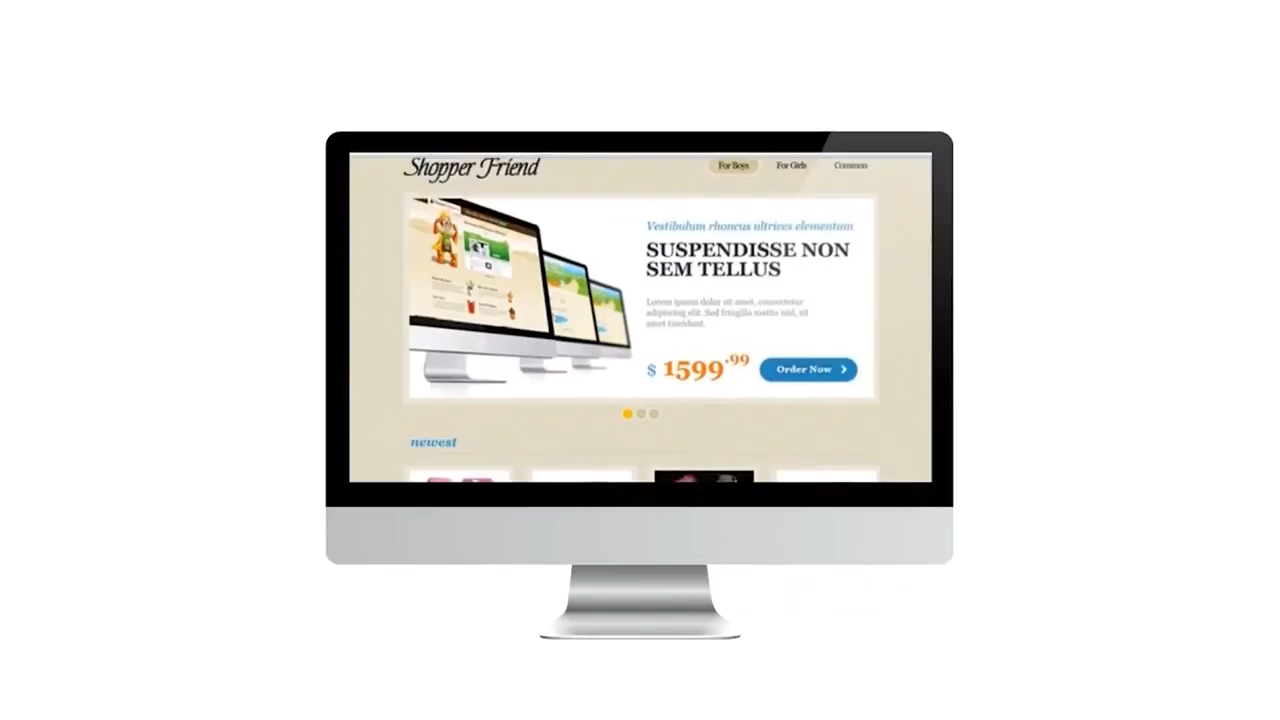 Shopper Friend
For Boys For Girls Common
Vestibulum rhoncus ultrices elementum
SUSPENDISSE NON
SEM TELLUS
Lorem ipsum dolor sit amet, consectetur
adipiscing elit. Sed fringilla mattis nisl, sit
amet tincidunt.
$ 1599.99 Order Now
newest